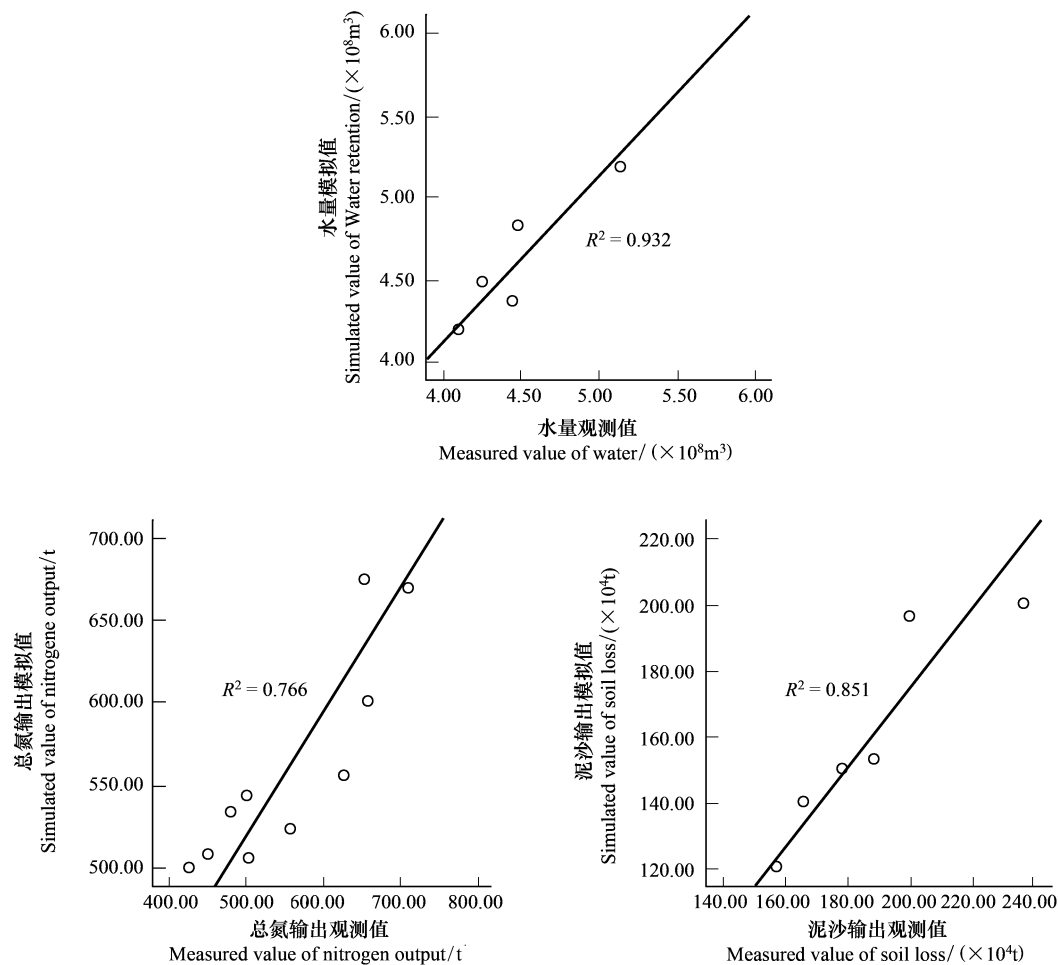 6.00
5.50
5.00
4.50
4.00
水量模拟值
Simulated value of Water retention/(×10⁸m³)
R² = 0.932
4.00 4.50 5.00 5.50 6.00
水量观测值
Measured value of water/ (×10⁸m³)
700.00
650.00
600.00
550.00
500.00
总氮输出模拟值
Simulated value of nitrogene output/t
R² = 0.766
400.00 500.00 600.00 700.00 800.00
总氮输出观测值
Measured value of nitrogen output/t
220.00
200.00
180.00
160.00
140.00
120.00
泥沙输出模拟值
Simulated value of soil loss/(×10⁴t)
R² = 0.851
140.00 160.00 180.00 200.00 220.00 240.00
泥沙输出观测值
Measured value of soil loss/ (×10⁴t)